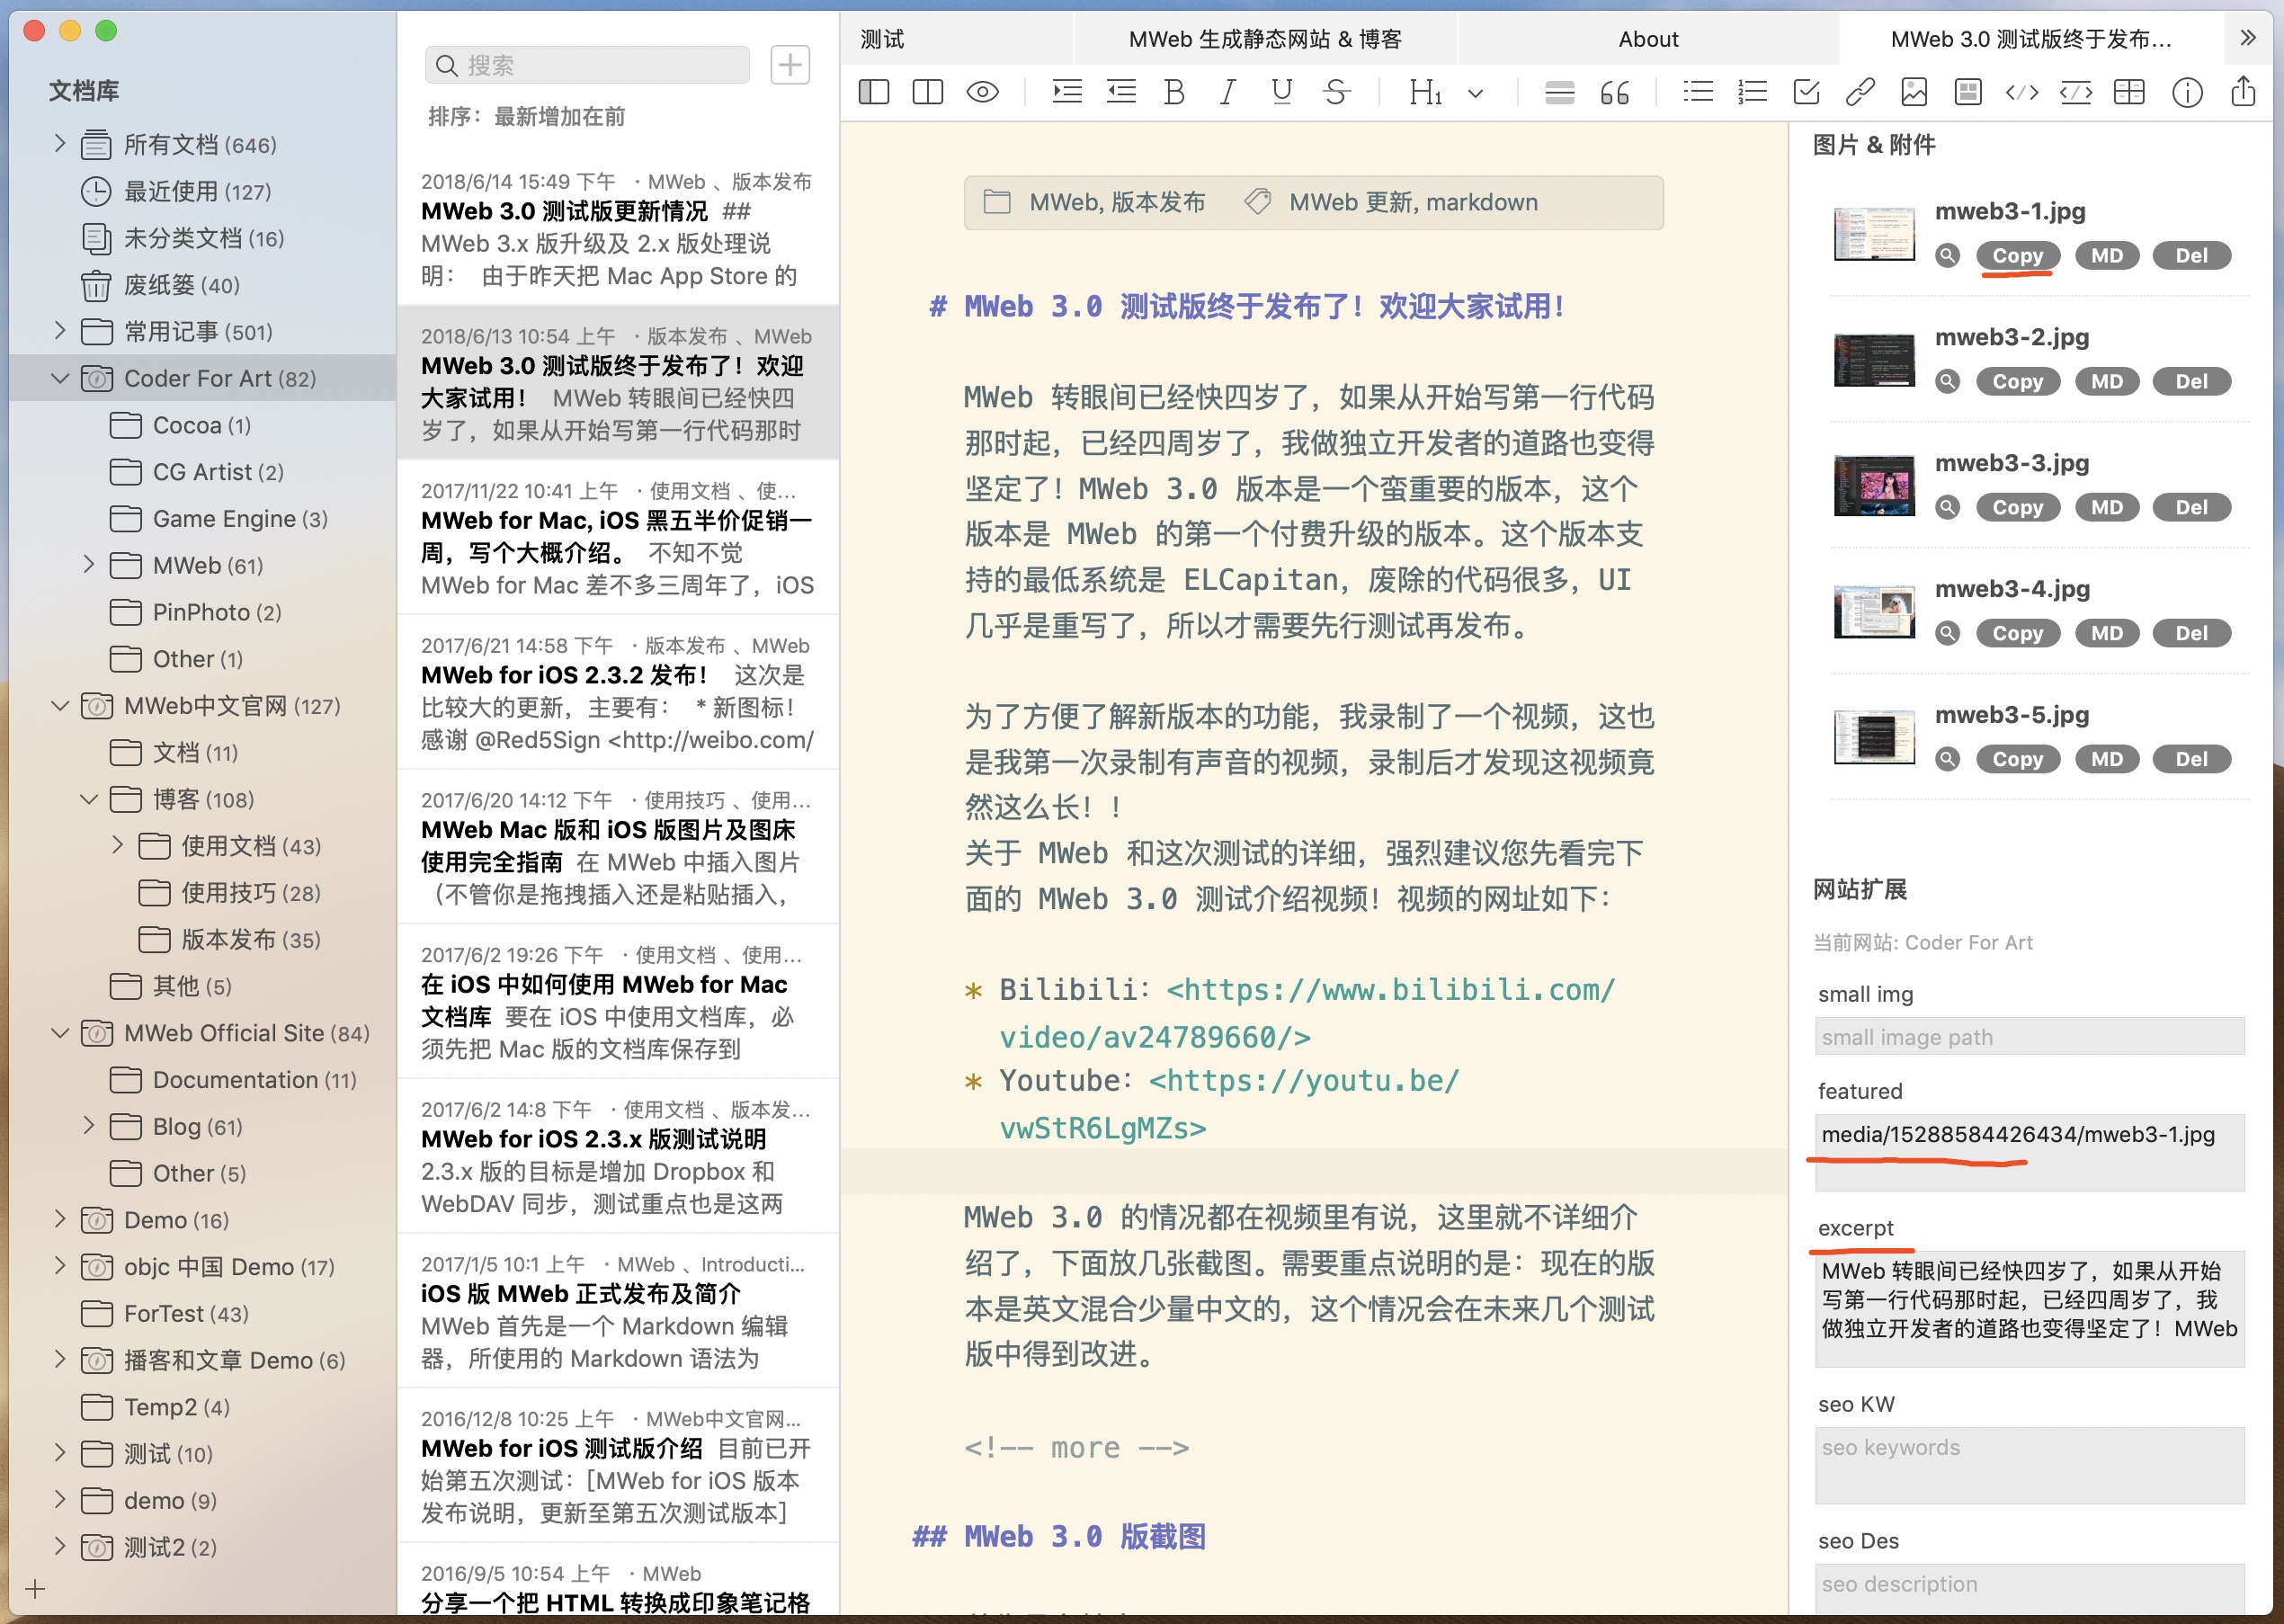 文档库
所有文档 (646)
最近使用 (127)
未分类文档 (16)
废纸篓 (40)
常用记事 (501)
Coder For Art (82)
Cocoa (1)
CG Artist (2)
Game Engine (3)
MWeb (61)
PinPhoto (2)
Other (1)
MWeb中文官网 (127)
文档 (11)
博客 (108)
使用文档 (43)
使用技巧 (28)
版本发布 (35)
其他 (5)
MWeb Official Site (84)
Documentation (11)
Blog (61)
Other (5)
Demo (16)
objc 中国 Demo (17)
ForTest (43)
播客和文章 Demo (6)
Temp2 (4)
测试 (10)
demo (9)
测试2 (2)
搜索
排序：最新增加在前
2018/6/14 15:49 下午 · MWeb 、版本发布
MWeb 3.0 测试版更新情况 ##
MWeb 3.x 版升级及 2.x 版处理说
明： 由于昨天把 Mac App Store 的
2018/6/13 10:54 上午 · 版本发布 、MWeb
MWeb 3.0 测试版终于发布了！欢迎
大家试用！ MWeb 转眼间已经快四
岁了，如果从开始写第一行代码那时
2017/11/22 10:41 上午 · 使用文档 、使...
MWeb for Mac, iOS 黑五半价促销一
周，写个大概介绍。 不知不觉
MWeb for Mac 差不多三周年了，iOS
2017/6/21 14:58 下午 · 版本发布 、MWeb
MWeb for iOS 2.3.2 发布！ 这次是
比较大的更新，主要有： * 新图标！
感谢 @Red5Sign <http://weibo.com/
2017/6/20 14:12 下午 · 使用技巧 、使用...
MWeb Mac 版和 iOS 版图片及图床
使用完全指南 在 MWeb 中插入图片
（不管你是拖拽插入还是粘贴插入，
2017/6/2 19:26 下午 · 使用文档 、使用...
在 iOS 中如何使用 MWeb for Mac
文档库 要在 iOS 中使用文档库，必
须先把 Mac 版的文档库保存到
2017/6/2 14:8 下午 · 使用文档 、版本发...
MWeb for iOS 2.3.x 版测试说明
2.3.x 版的目标是增加 Dropbox 和
WebDAV 同步，测试重点也是这两
2017/1/5 10:1 上午 · MWeb 、Introducti...
iOS 版 MWeb 正式发布及简介
MWeb 首先是一个 Markdown 编辑
器，所使用的 Markdown 语法为
2016/12/8 10:25 上午 · MWeb中文官网...
MWeb for iOS 测试版介绍 目前已开
始第五次测试：[MWeb for iOS 版本
发布说明，更新至第五次测试版本]
2016/9/5 10:54 上午 · MWeb
分享一个把 HTML 转换成印象笔记格
测试
MWeb 生成静态网站 & 博客
About
MWeb 3.0 测试版终于发布...
MWeb, 版本发布 MWeb 更新, markdown
# MWeb 3.0 测试版终于发布了！欢迎大家试用！
MWeb 转眼间已经快四岁了，如果从开始写第一行代码
那时起，已经四周岁了，我做独立开发者的道路也变得
坚定了！MWeb 3.0 版本是一个蛮重要的版本，这个
版本是 MWeb 的第一个付费升级的版本。这个版本支
持的最低系统是 ELCapitan，废除的代码很多，UI
几乎是重写了，所以才需要先行测试再发布。
为了方便了解新版本的功能，我录制了一个视频，这也
是我第一次录制有声音的视频，录制后才发现这视频竟
然这么长！！
关于 MWeb 和这次测试的详细，强烈建议您先看完下
面的 MWeb 3.0 测试介绍视频！视频的网址如下：
* Bilibili：<https://www.bilibili.com/
video/av24789660/>
* Youtube：<https://youtu.be/
vwStR6LgMZs>
MWeb 3.0 的情况都在视频里有说，这里就不详细介
绍了，下面放几张截图。需要重点说明的是：现在的版
本是英文混合少量中文的，这个情况会在未来几个测试
版中得到改进。
<!-- more -->
## MWeb 3.0 版截图
图片 & 附件
mweb3-1.jpg
Copy MD Del
mweb3-2.jpg
Copy MD Del
mweb3-3.jpg
Copy MD Del
mweb3-4.jpg
Copy MD Del
mweb3-5.jpg
Copy MD Del
网站扩展
当前网站: Coder For Art
small img
small image path
featured
media/15288584426434/mweb3-1.jpg
excerpt
MWeb 转眼间已经快四岁了，如果从开始
写第一行代码那时起，已经四周岁了，我
做独立开发者的道路也变得坚定了！MWeb
seo KW
seo keywords
seo Des
seo description